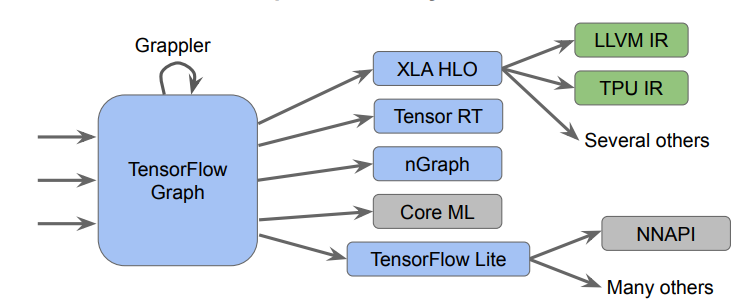 Grappler
TensorFlow
Graph
XLA HLO
Tensor RT
nGraph
Core ML
TensorFlow Lite
LLVM IR
TPU IR
Several others
NNAPI
Many others